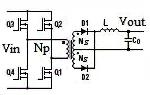 Q1 Q3 D1 L Vout
Vin Np Ns Co
Ns
Q4 Q2 D2